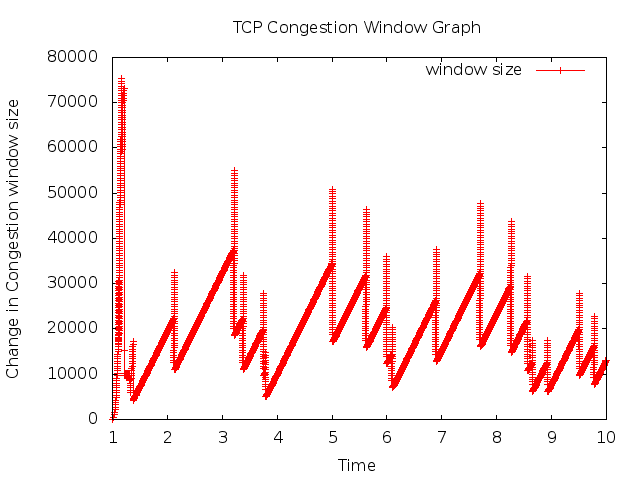 TCP Congestion Window Graph
window size
Change in Congestion window size
80000
70000
60000
50000
40000
30000
20000
10000
0
1 2 3 4 5 6 7 8 9 10
Time